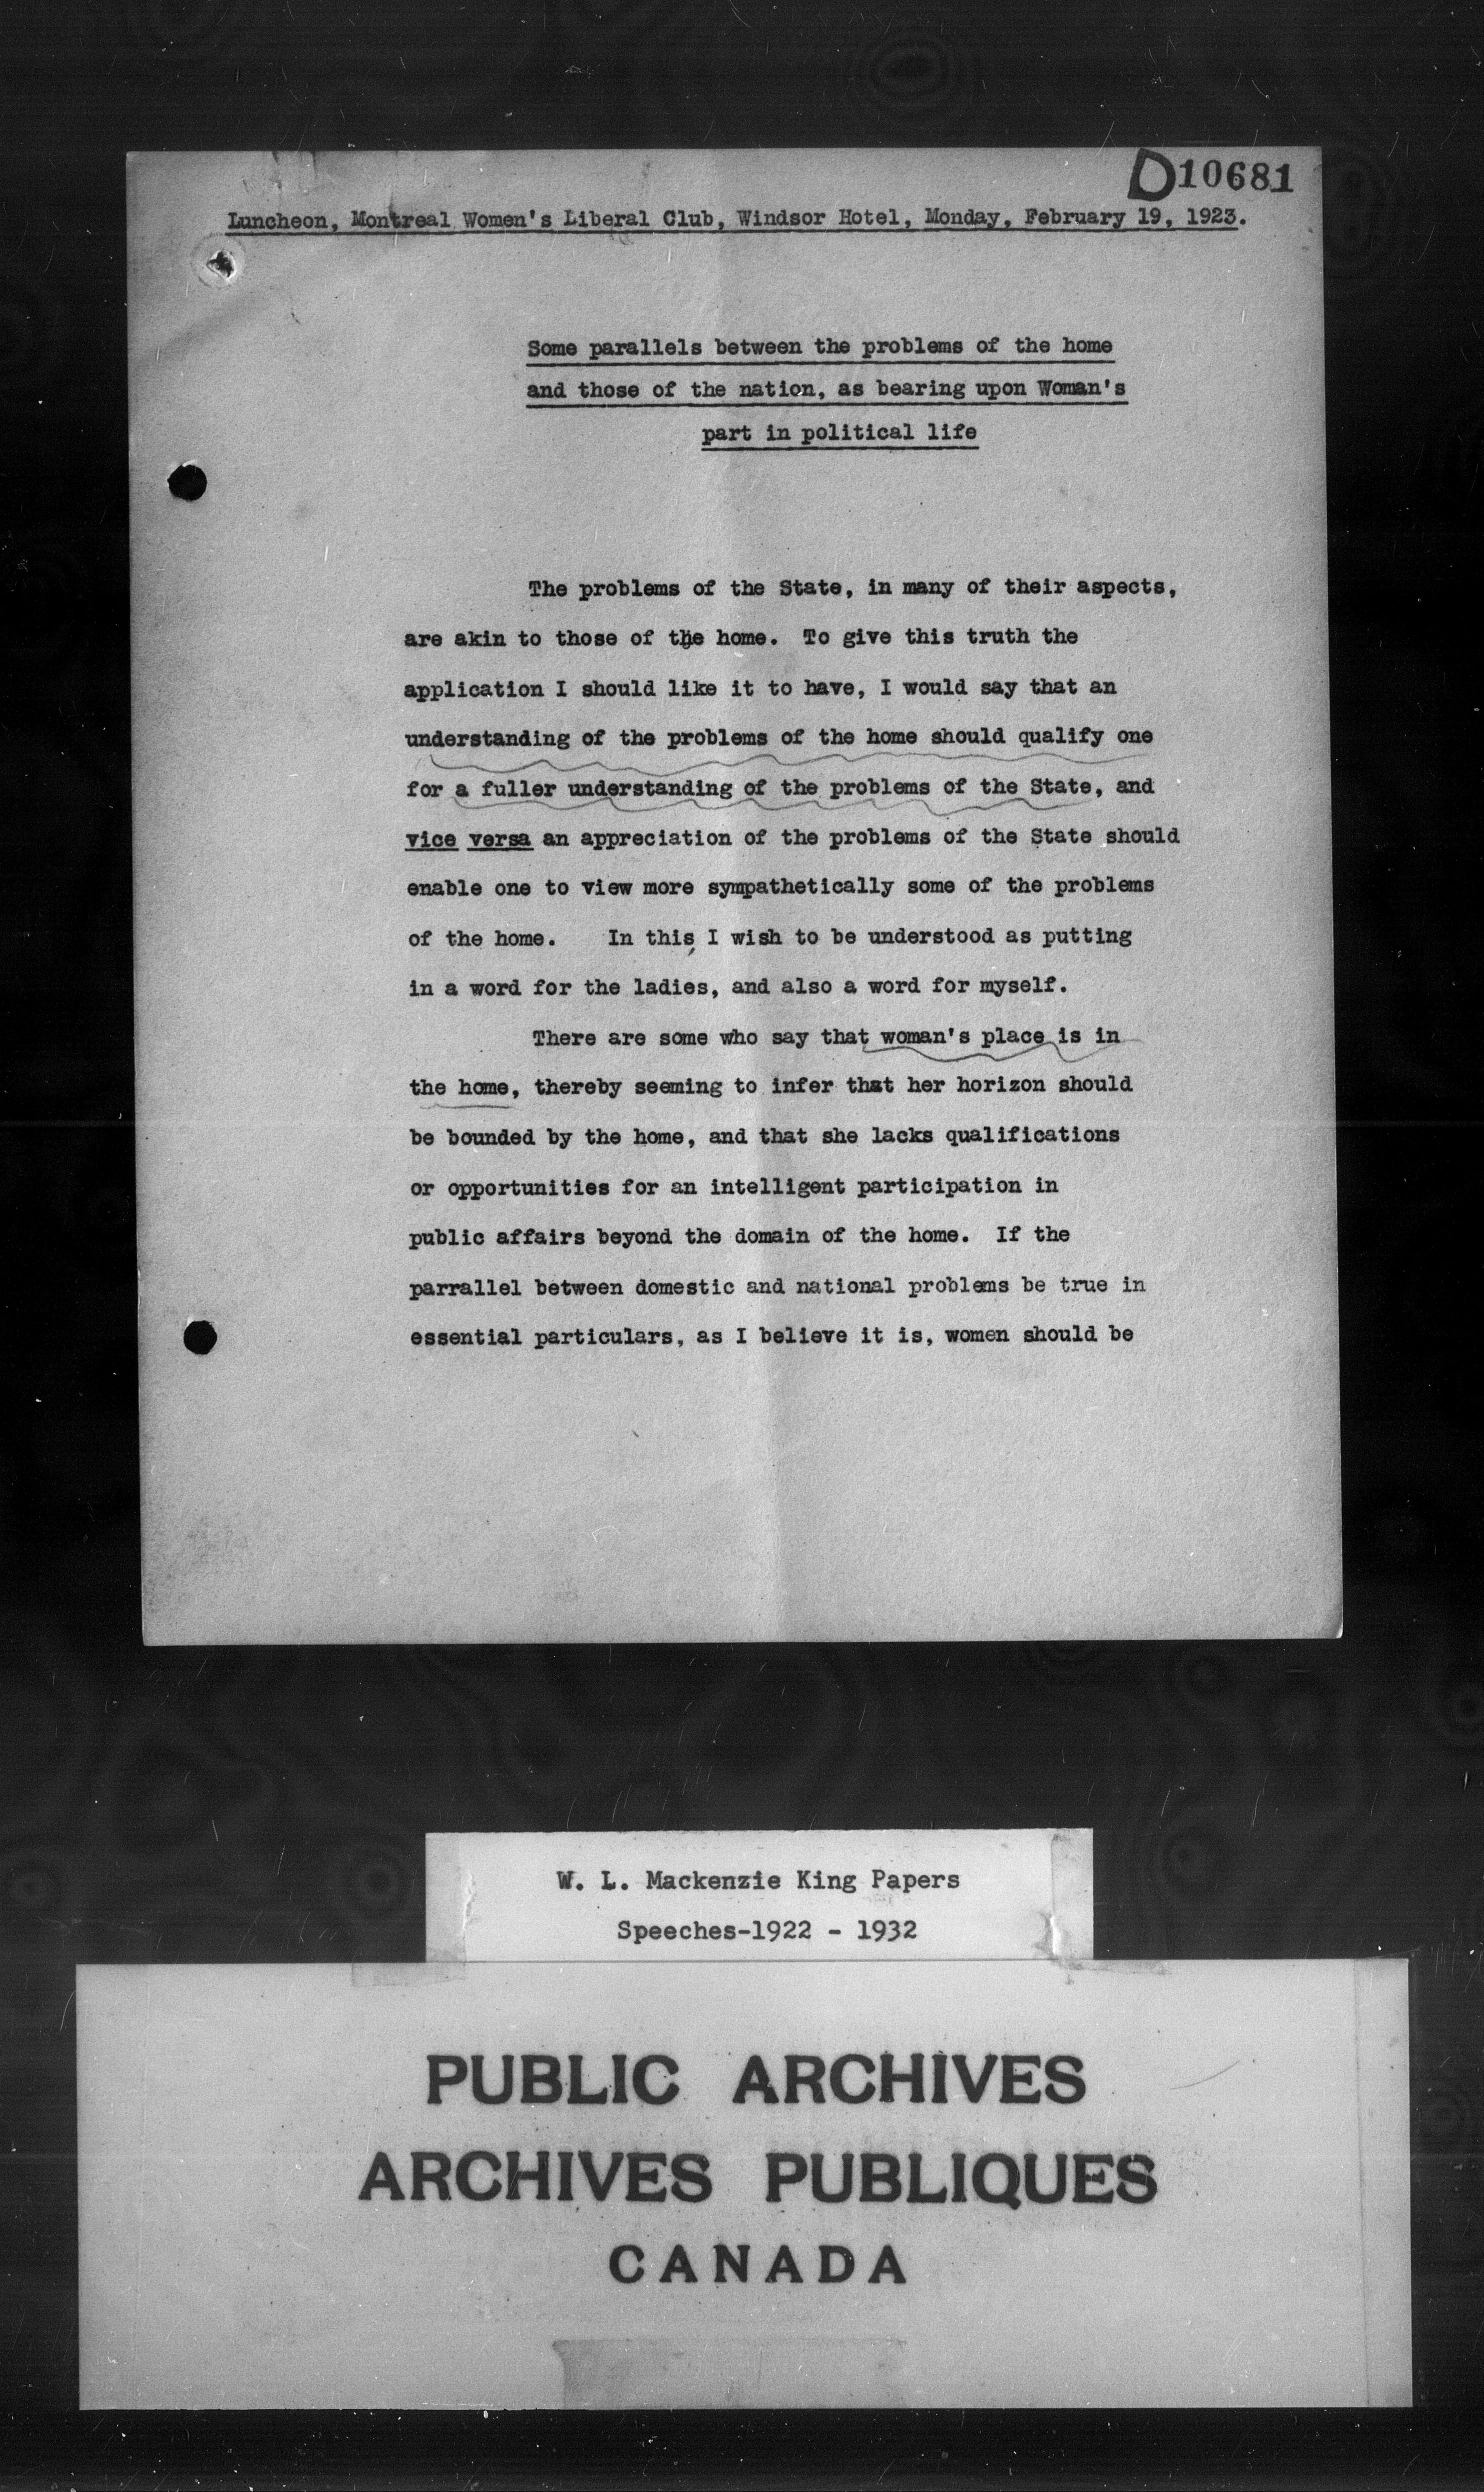 D10681
Luncheon, Montreal Women's Liberal Club, Windsor Hotel, Monday, February 19, 1923.
Some parallels between the problems of the home
and those of the nation, as bearing upon Woman's
part in political life
The problems of the State, in many of their aspects,
are akin to those of the home. To give this truth the
application I should like it to have, I would say that an
understanding of the problems of the home should qualify one
for a fuller understanding of the problems of the State, and
vice versa an appreciation of the problems of the State should
enable one to view more sympathetically some of the problems
of the home. In this, I wish to be understood as putting
in a word for the ladies, and also a word for myself.
There are some who say that woman's place is in
the home, thereby seeming to infer that her horizon should
be bounded by the home, and that she lacks qualifications
or opportunities for an intelligent participation in
public affairs beyond the domain of the home. If the
parrallel between domestic and national problems be true in
essential particulars, as I believe it is, women should be
W. L. Mackenzie King Papers
Speeches-1922 - 1932
PUBLIC ARCHIVES
ARCHIVES PUBLIQUES
CANADA